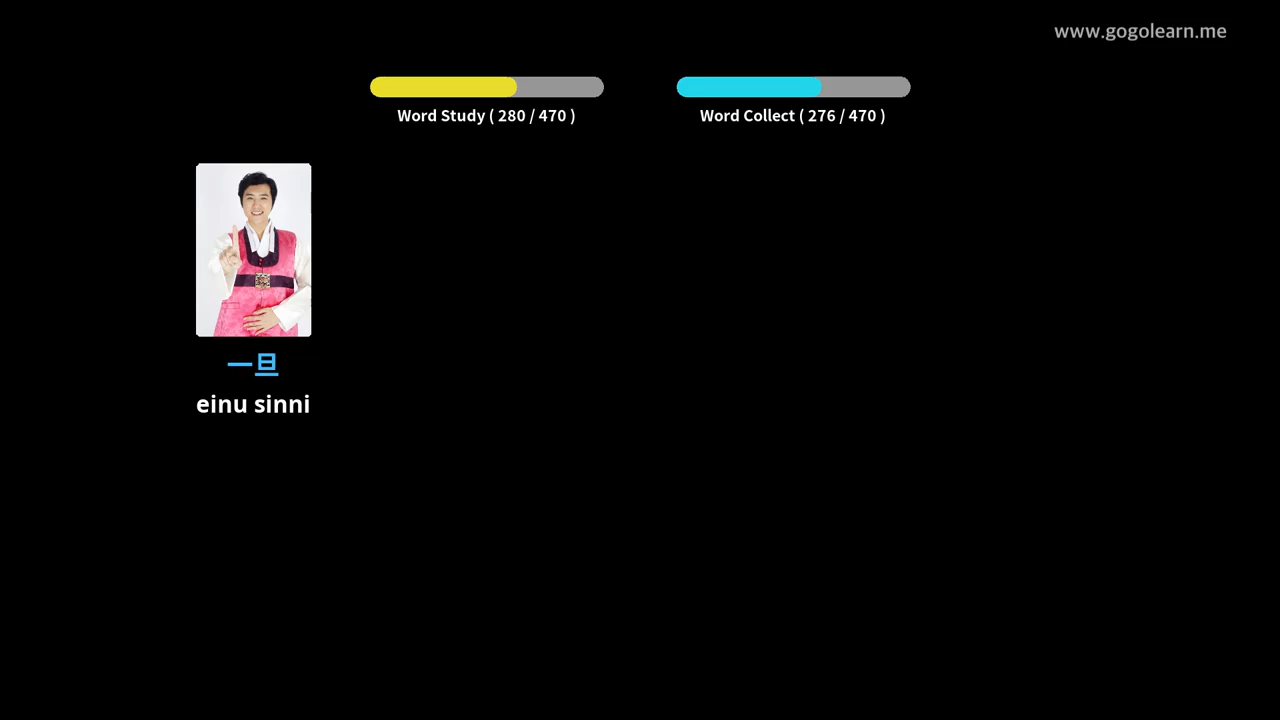 www.gogolearn.me
Word Study ( 280 / 470 )
Word Collect ( 276 / 470 )
一旦
einu sinni